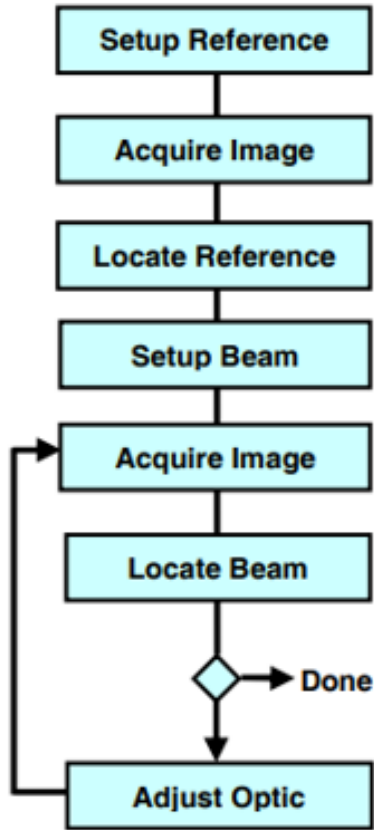 Setup Reference
Acquire Image
Locate Reference
Setup Beam
Acquire Image
Locate Beam
Done
Adjust Optic